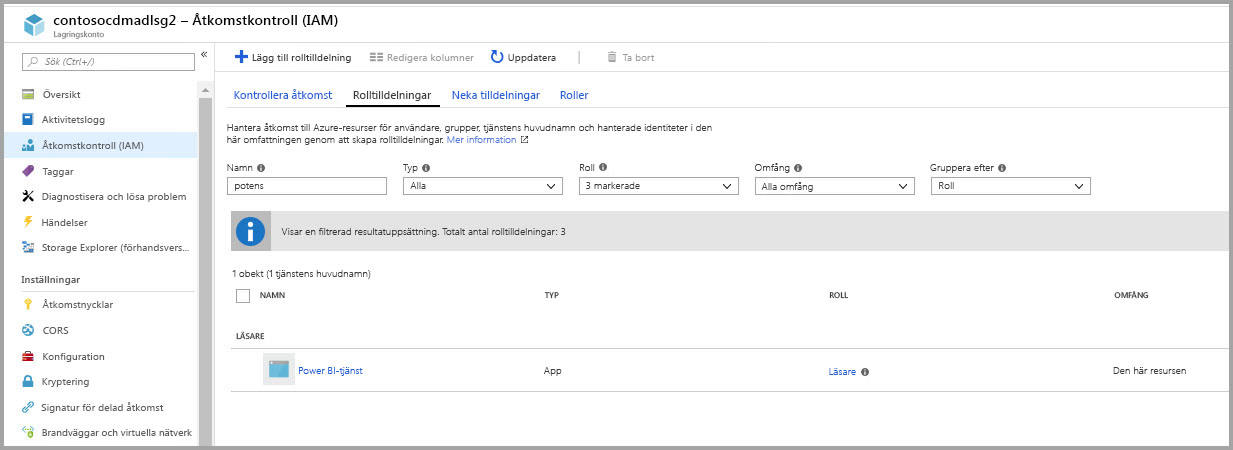 contosocdmadlsg2 – Åtkomstkontroll (IAM)
Lagringskonto
Sök (Ctrl+/)
«
Översikt
Aktivitetslogg
Åtkomstkontroll (IAM)
Taggar
Diagnostisera och lösa problem
Händelser
Storage Explorer (förhandsvers...
Inställningar
Åtkomstnycklar
CORS
Konfiguration
Kryptering
Signatur för delad åtkomst
Brandväggar och virtuella nätverk
Lägg till rolltilldelning
Redigera kolumner
Uppdatera
Ta bort
Kontrollera åtkomst
Rolltilldelningar
Neka tilldelningar
Roller
Hantera åtkomst till Azure-resurser för användare, grupper, tjänstens huvudnamn och hanterade identiteter i den
här omfattningen genom att skapa rolltilldelningar. Mer information
Namn
potens
Typ
Alla
Roll
3 markerade
Omfång
Alla omfång
Gruppera efter
Roll
Visar en filtrerad resultatuppsättning. Totalt antal rolltilldelningar: 3
1 obekt (1 tjänstens huvudnamn)
NAMN TYP ROLL OMFÅNG
LÄSARE
Power BI-tjänst App Läsare Den här resursen